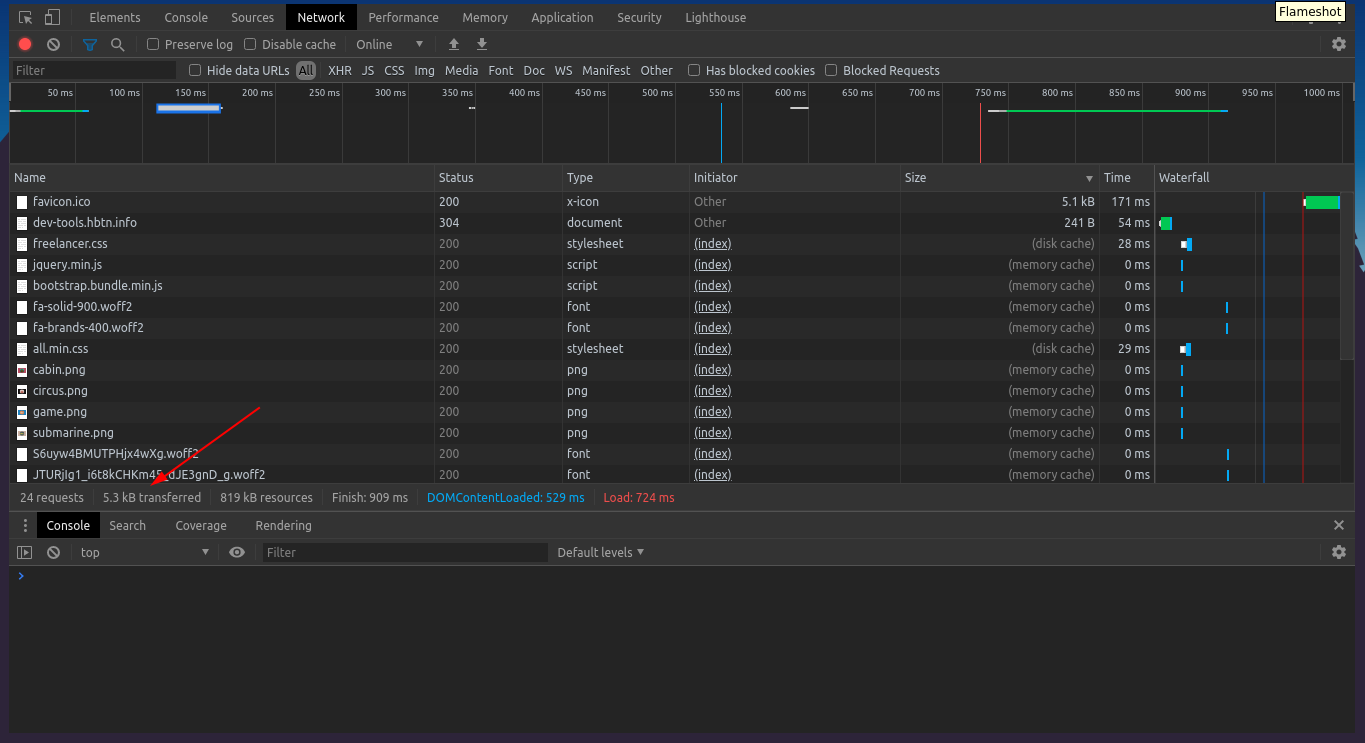 Flameshot
Elements Console Sources Network Performance Memory Application Security Lighthouse
Preserve log Disable cache Online
Filter Hide data URLs All XHR JS CSS Img Media Font Doc WS Manifest Other Has blocked cookies Blocked Requests
50 ms 100 ms 150 ms 200 ms 250 ms 300 ms 350 ms 400 ms 450 ms 500 ms 550 ms 600 ms 650 ms 700 ms 750 ms 800 ms 850 ms 900 ms 950 ms 1000 ms
Name Status Type Initiator Size Time Waterfall
favicon.ico 200 x-icon Other 5.1 kB 171 ms
dev-tools.hbtn.info 304 document Other 241 B 54 ms
freelancer.css 200 stylesheet (index) (disk cache) 28 ms
jquery.min.js 200 script (index) (memory cache) 0 ms
bootstrap.bundle.min.js 200 script (index) (memory cache) 0 ms
fa-solid-900.woff2 200 font (index) (memory cache) 0 ms
fa-brands-400.woff2 200 font (index) (memory cache) 0 ms
all.min.css 200 stylesheet (index) (disk cache) 29 ms
cabin.png 200 png (index) (memory cache) 0 ms
circus.png 200 png (index) (memory cache) 0 ms
game.png 200 png (index) (memory cache) 0 ms
submarine.png 200 png (index) (memory cache) 0 ms
S6uyw4BMUTPHjx4wXg.woff2 200 font (index) (memory cache) 0 ms
JTURjIg1_i6t8kCHKm45_dJE3gnD_g.woff2 200 font (index) (memory cache) 0 ms
24 requests 5.3 kB transferred 819 kB resources Finish: 909 ms DOMContentLoaded: 529 ms Load: 724 ms
Console Search Coverage Rendering
top Filter Default levels